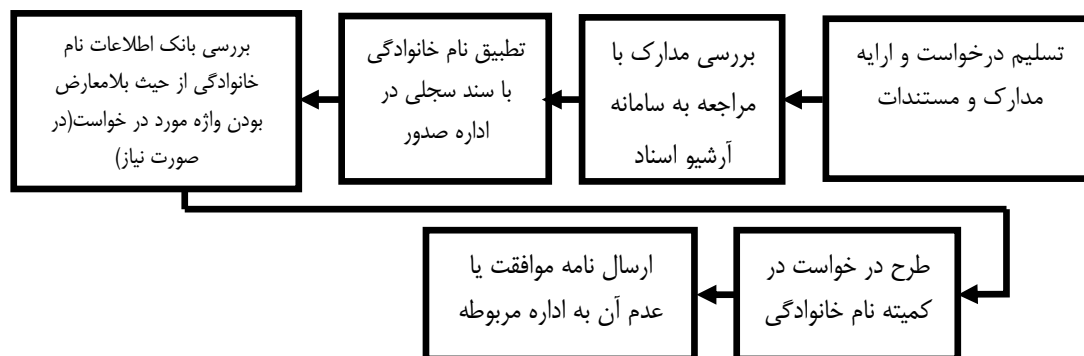 تسلیم درخواست و ارایه
مدارک و مستندات
بررسی مدارک با
مراجعه به سامانه
آرشیو اسناد
تطبیق نام خانوادگی
با سند سجلی در
اداره صدور
بررسی بانک اطلاعات نام
خانوادگی از حیث بلامعارض
بودن واژه مورد در خواست(در
صورت نیاز)
طرح در خواست در
کمیته نام خانوادگی
ارسال نامه موافقت یا
عدم آن به اداره مربوطه